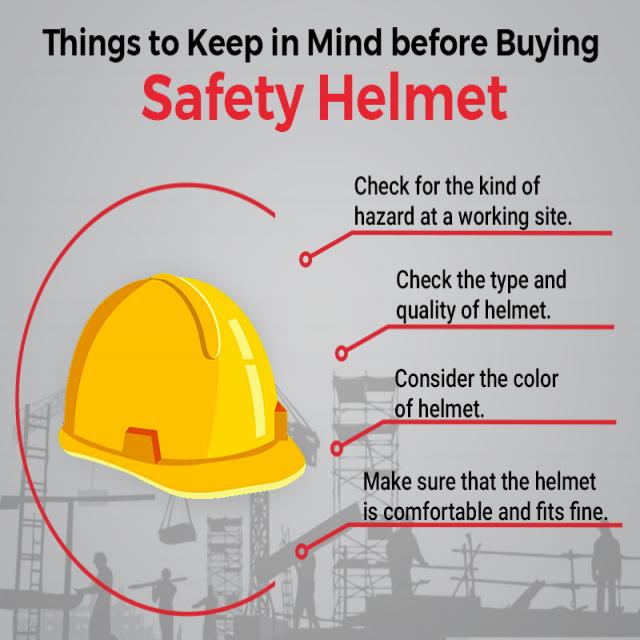 Things to Keep in Mind before Buying
Safety Helmet
Check for the kind of
hazard at a working site.
Check the type and
quality of helmet.
Consider the color
of helmet.
Make sure that the helmet
is comfortable and fits fine.